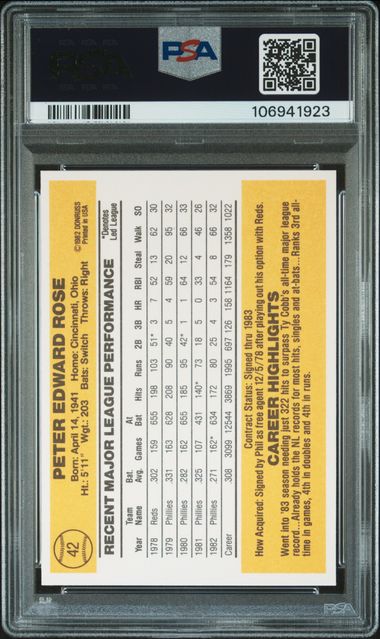 PSA
PSA
106941923
42
PETER EDWARD ROSE
Born: April 14, 1941 Home: Cincinnati, Ohio
Ht.: 5'11" Wgt.: 203 Bats: Switch Throws: Right
©1982 DONRUSS
Printed in USA
RECENT MAJOR LEAGUE PERFORMANCE
*Denotes
Led League
Team Bat. At
Year Name Avg. Games Bat Hits Runs 2B 3B HR RBI Steal Walk SO
1978 Reds 302 159 655 198 103 51* 3 7 52 13 62 30
1979 Phillies 331 163 628 208 90 40 5 4 59 20 95 32
1980 Phillies 282 162 655 185 95 42* 1 1 64 12 66 33
1981 Phillies 325 107 431 140* 73 18 5 0 33 4 46 26
1982 Phillies 271 162* 634 172 80 25 4 3 54 8 66 32
Career 308 3099 12544 3869 1995 697 126 158 1164 179 1358 1022
Contract Status: Signed thru 1983
How Acquired: Signed by Phil as free agent 12/5/78 after playing out his option with Reds.
CAREER HIGHLIGHTS
Went into '83 season needing just 322 hits to surpass Ty Cobb's all-time major league
record...Already holds the NL records for most hits, singles and at-bats...Ranks 3rd all-
time in games, 4th in doubles and 4th in runs.